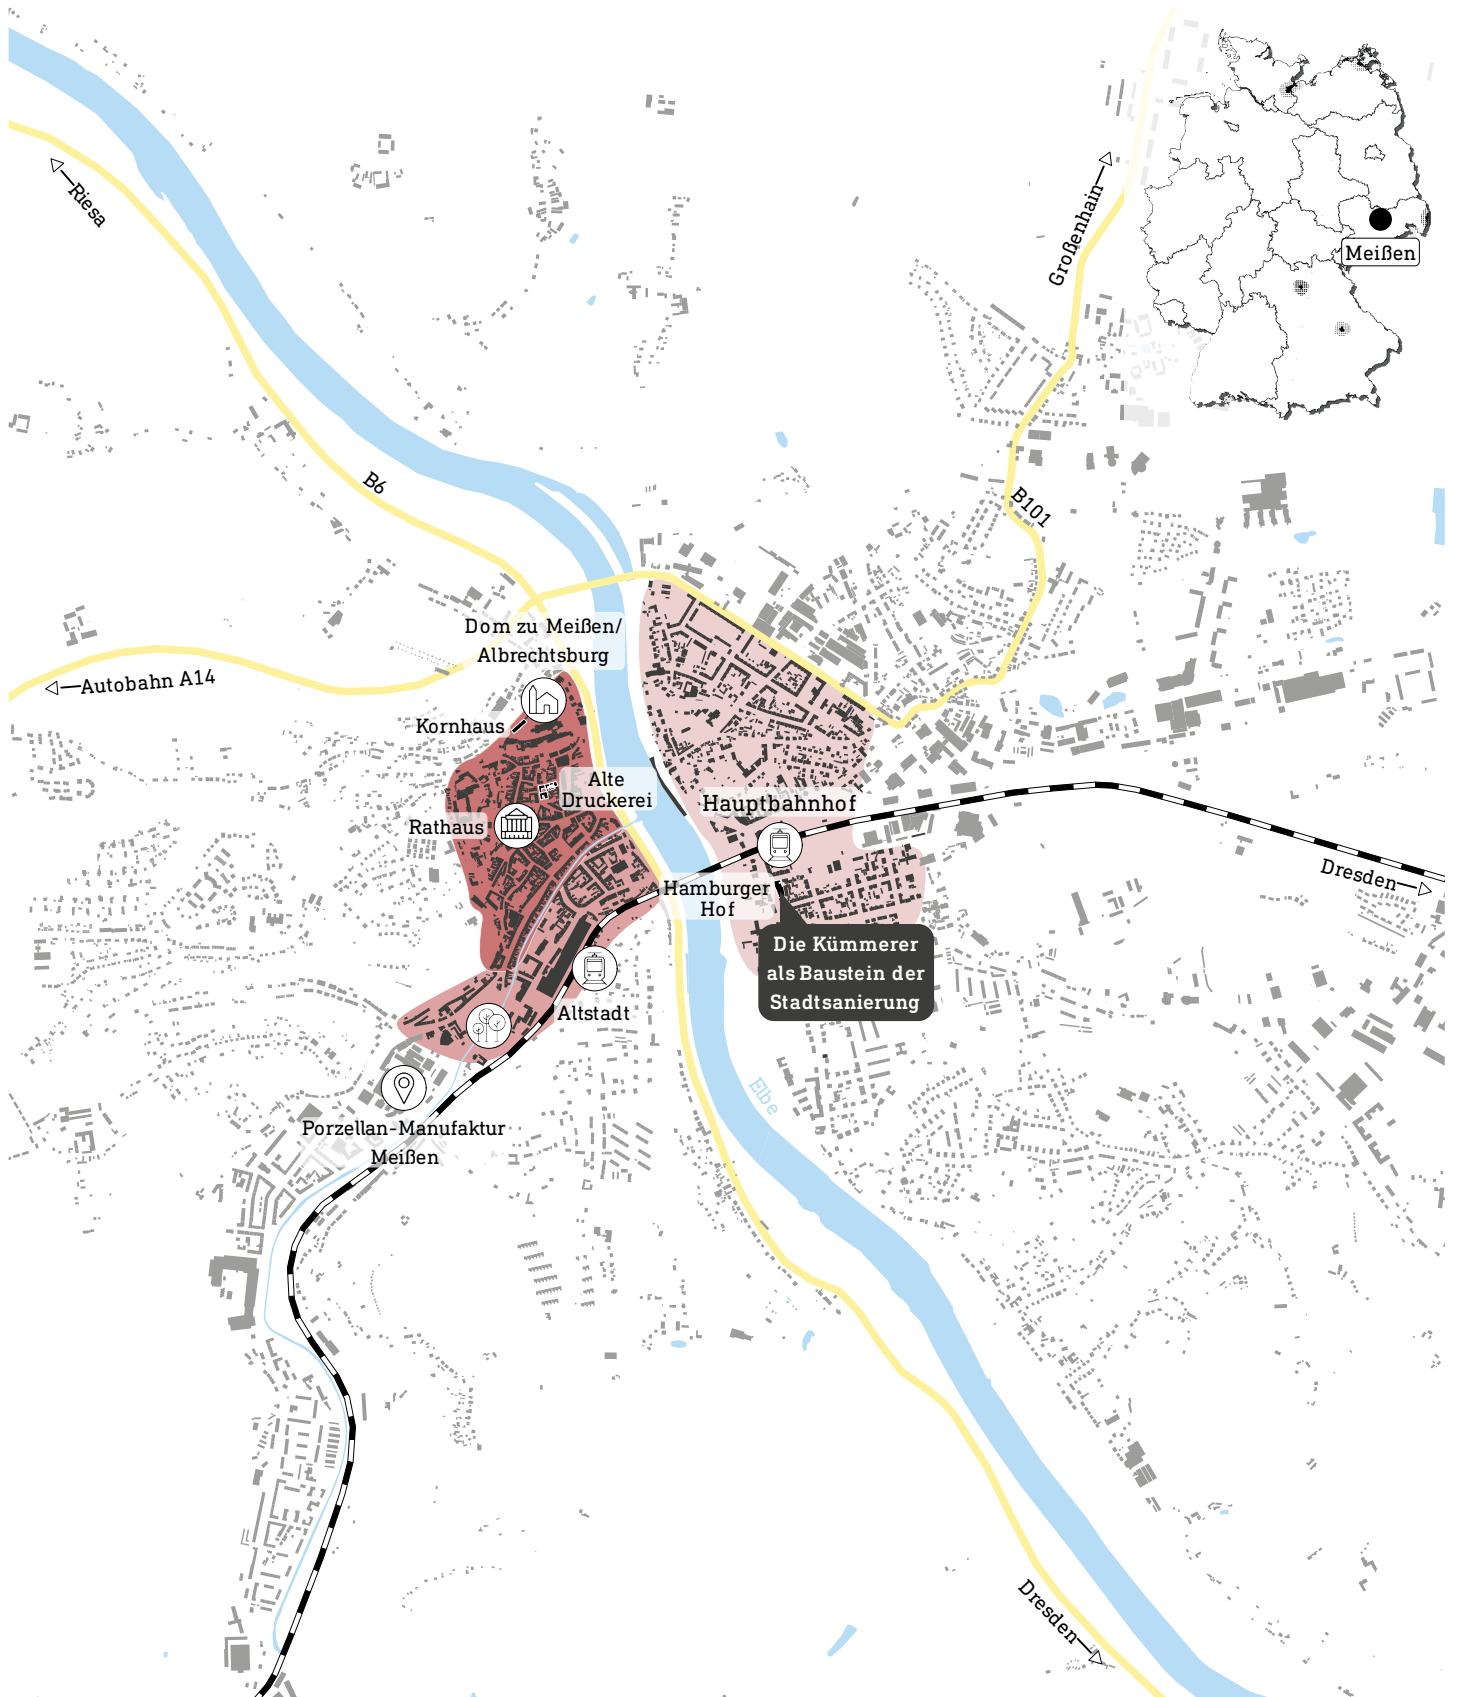 Riesa
Großenhain
Meißen
B6
B101
Dom zu Meißen/
Albrechtsburg
Autobahn A14
Kornhaus
Alte
Druckerei
Hauptbahnhof
Rathaus
Dresden
Hamburger
Hof
Die Kümmerer
als Baustein der
Stadtsanierung
Altstadt
Elbe
Porzellan-Manufaktur
Meißen
Dresden